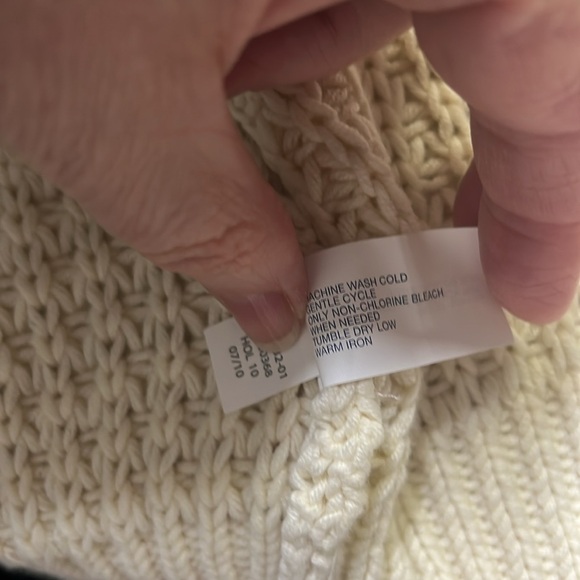 ACHINE WASH COLD
ENTLE CYCLE
ONLY NON-CHLORINE BLEACH
WHEN NEEDED
TUMBLE DRY LOW
WARM IRON
HOL 10
07/10